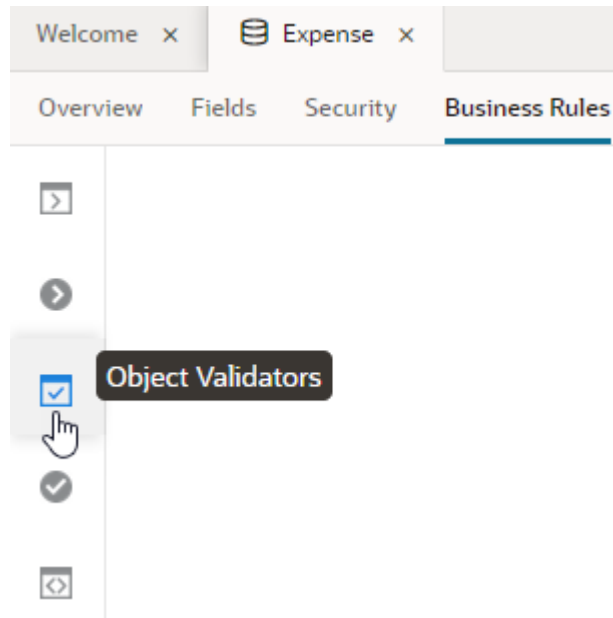 Welcome × Expense ×
Overview Fields Security Business Rules
Object Validators